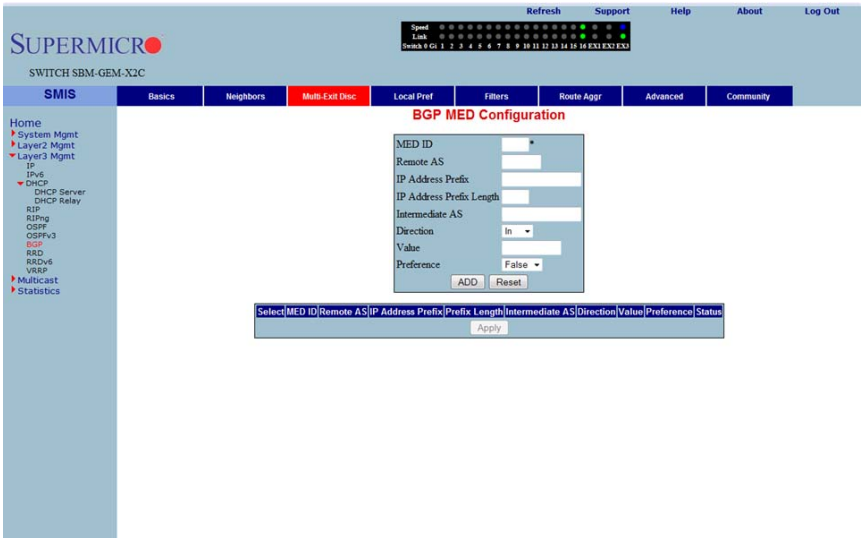 Refresh Support Help About Log Out
Speed
Link
Switch 0 Gi 1 2 3 4 5 6 7 8 9 10 11 12 13 14 15 16 EX1 EX2 EX3
SUPERMICRO
SWITCH SBM-GEM-X2C
SMIS Basics Neighbors Multi-Exit Disc Local Pref Filters Route Aggr Advanced Community
Home
System Mgmt
Layer2 Mgmt
Layer3 Mgmt
IP
IPv6
DHCP
DHCP Server
DHCP Relay
RIP
RIPng
OSPF
OSPFv3
BGP
RRD
RRDv6
VRRP
Multicast
Statistics
BGP MED Configuration
MED ID *
Remote AS
IP Address Prefix
IP Address Prefix Length
Intermediate AS
Direction In
Value
Preference False
ADD Reset
Select MED ID Remote AS IP Address Prefix Prefix Length Intermediate AS Direction Value Preference Status
Apply